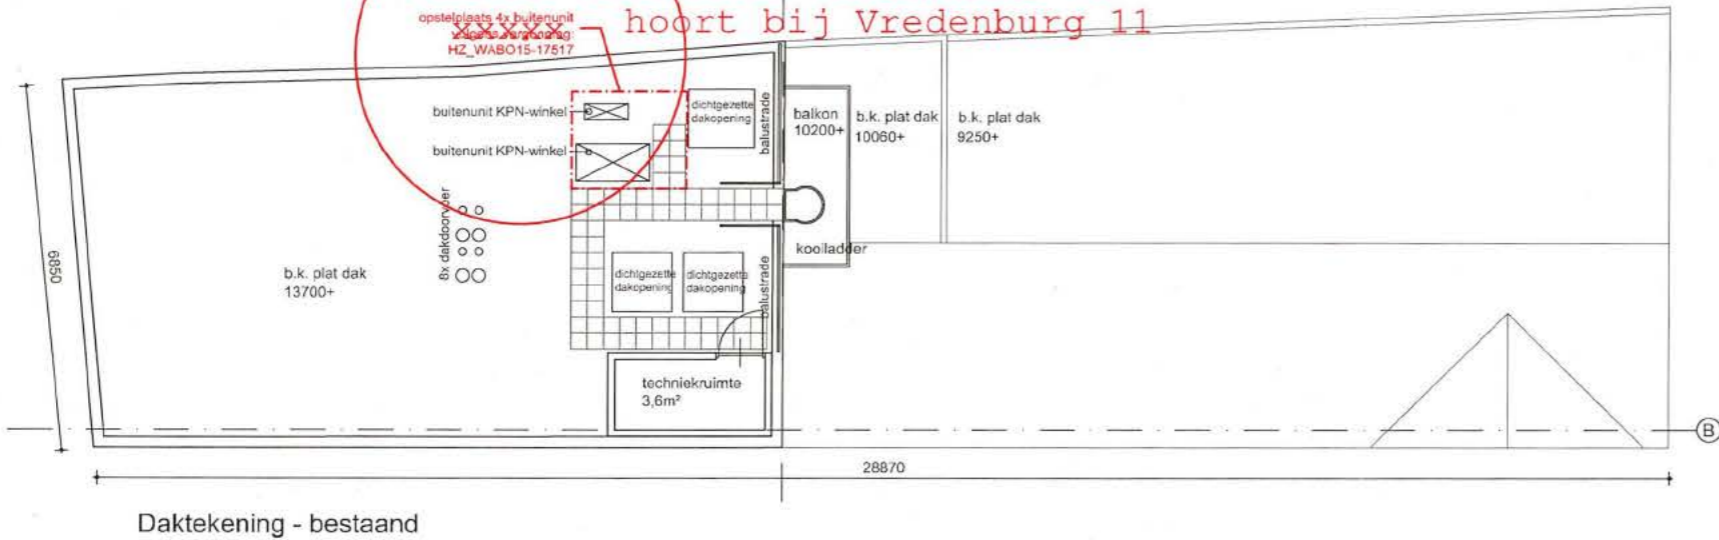 opstelplaats 4x buitenunit
XXXXX
HZ_WABO15-17517
hoort bij Vredenburg 11
buitenunit KPN-winkel
buitenunit KPN-winkel
dichtgezette
dakopening
balustrade
balkon
10200+
b.k. plat dak
10060+
b.k. plat dak
9250+
8x dakdoorvoer
kooiladder
6850
b.k. plat dak
13700+
dichtgezette
dakopening
dichtgezette
dakopening
balustrade
techniekruimte
3,6m²
B
28870
Daktekening - bestaand